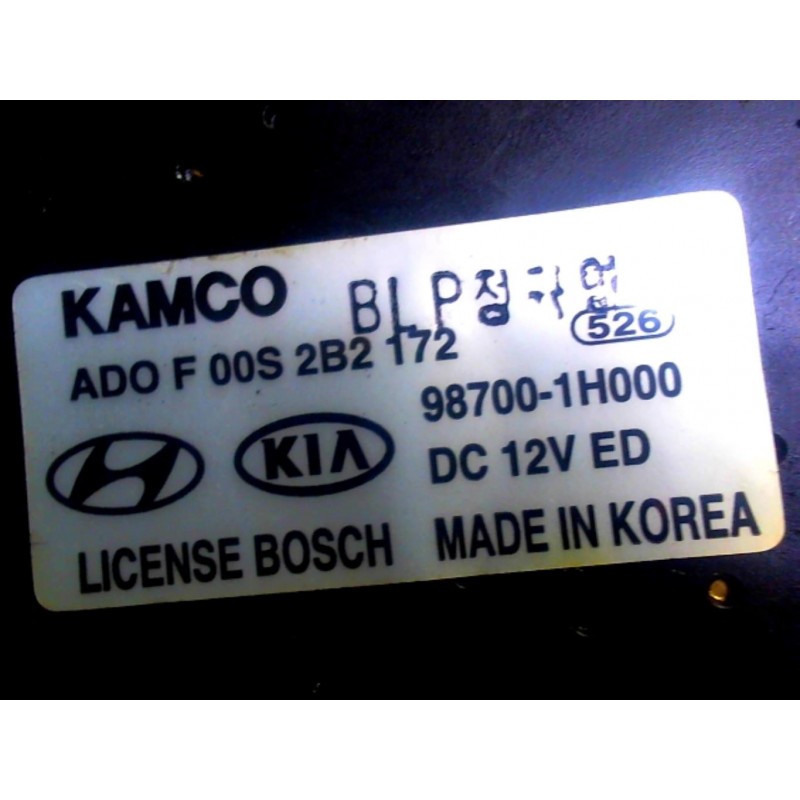 KAMCO BLP정
526
ADO F 00S 2B2 172
98700-1H000
KIA DC 12V ED
LICENSE BOSCH MADE IN KOREA